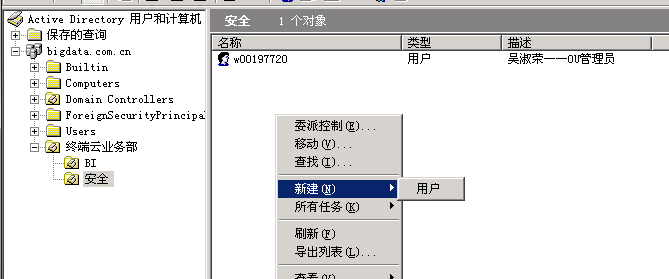 Active Directory 用户和计算机
保存的查询
bigdata.com.cn
Builtin
Computers
Domain Controllers
ForeignSecurityPrincipal
Users
终端云业务部
BI
安全
安全 1 个对象
名称 类型 描述
w00197720 用户 吴淑荣——OU管理员
委派控制(E)...
移动(V)...
查找(I)...
新建(N)
用户
所有任务(K)
刷新(F)
导出列表(L)...
查看(V)